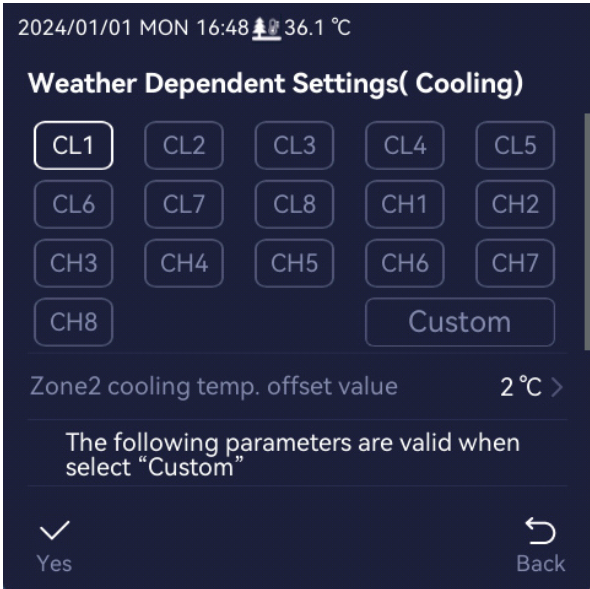 2024/01/01 MON 16:48 36.1 ℃
Weather Dependent Settings( Cooling)
CL1 CL2 CL3 CL4 CL5
CL6 CL7 CL8 CH1 CH2
CH3 CH4 CH5 CH6 CH7
CH8 Custom
Zone2 cooling temp. offset value 2 ℃
The following parameters are valid when
select “Custom”
Yes Back